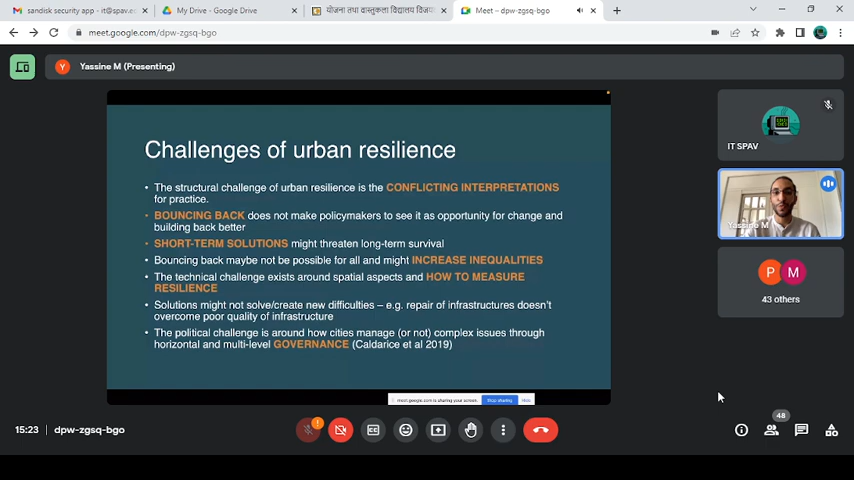 sandisk security app - it@spav.ec
My Drive - Google Drive
योजना तथा वास्तुकला विद्यालय विजय
Meet – dpw-zgsq-bgo
meet.google.com/dpw-zgsq-bgo
Y
Yassine M (Presenting)
Challenges of urban resilience
• The structural challenge of urban resilience is the CONFLICTING INTERPRETATIONS
for practice.
• BOUNCING BACK does not make policymakers to see it as opportunity for change and
building back better
• SHORT-TERM SOLUTIONS might threaten long-term survival
• Bouncing back maybe not be possible for all and might INCREASE INEQUALITIES
• The technical challenge exists around spatial aspects and HOW TO MEASURE
RESILIENCE
• Solutions might not solve/create new difficulties – e.g. repair of infrastructures doesn't
overcome poor quality of infrastructure
• The political challenge is around how cities manage (or not) complex issues through
horizontal and multi-level GOVERNANCE (Caldarice et al 2019)
meet.google.com is sharing your screen.
Stop sharing
Hide
IT SPAV
Yassine M
P
M
43 others
15:23
dpw-zgsq-bgo
48